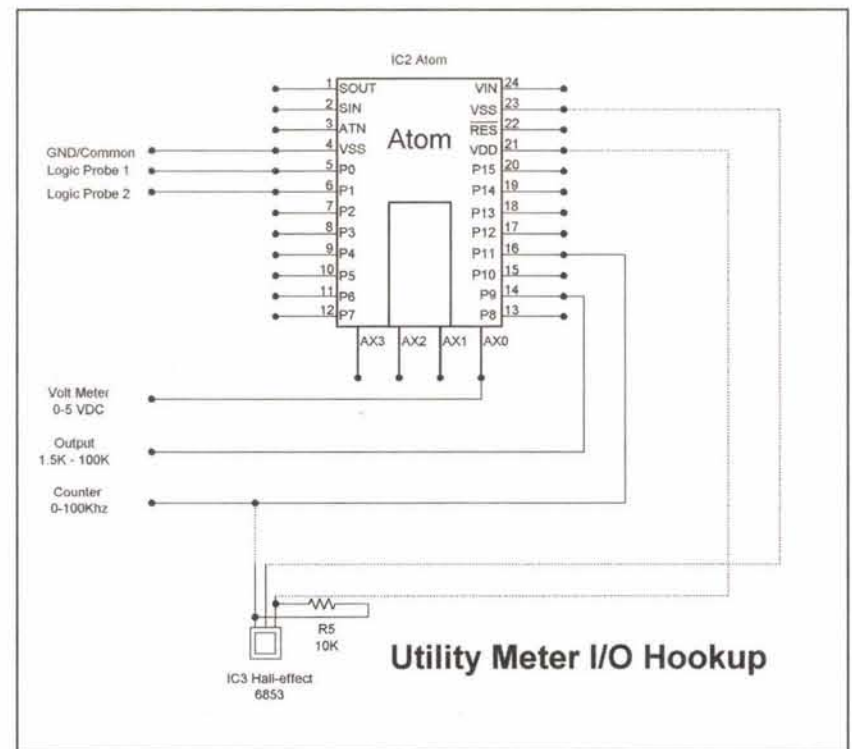 IC2 Atom
1 SOUT VIN 24
2 SIN VSS 23
3 ATN RES 22
GND/Common 4 VSS VDD 21
Logic Probe 1 5 P0 P15 20
Logic Probe 2 6 P1 P14 19
7 P2 P13 18
8 P3 P12 17
9 P4 P11 16
10 P5 P10 15
11 P6 P9 14
12 P7 P8 13
Atom
AX3 AX2 AX1 AX0
Volt Meter
0-5 VDC
Output
1.5K - 100K
Counter
0-100Khz
R5
10K
IC3 Hall-effect
6853
Utility Meter I/O Hookup